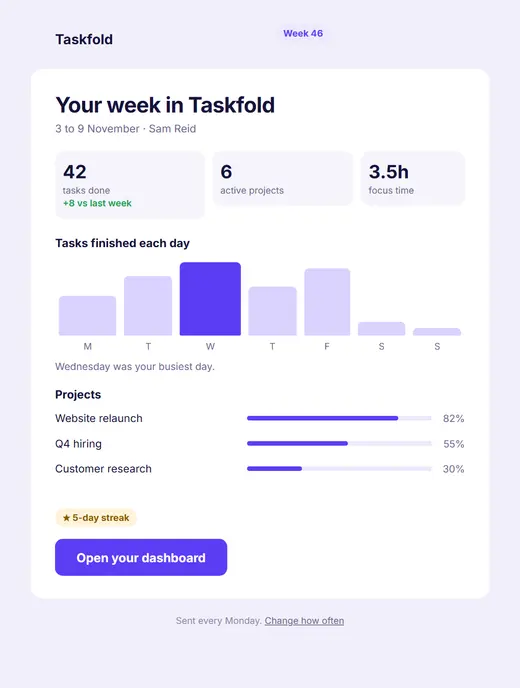 Taskfold
Week 46
Your week in Taskfold
3 to 9 November · Sam Reid
42
tasks done
+8 vs last week
6
active projects
3.5h
focus time
Tasks finished each day
M T W T F S S
Wednesday was your busiest day.
Projects
Website relaunch 82%
Q4 hiring 55%
Customer research 30%
★ 5-day streak
Open your dashboard
Sent every Monday. Change how often